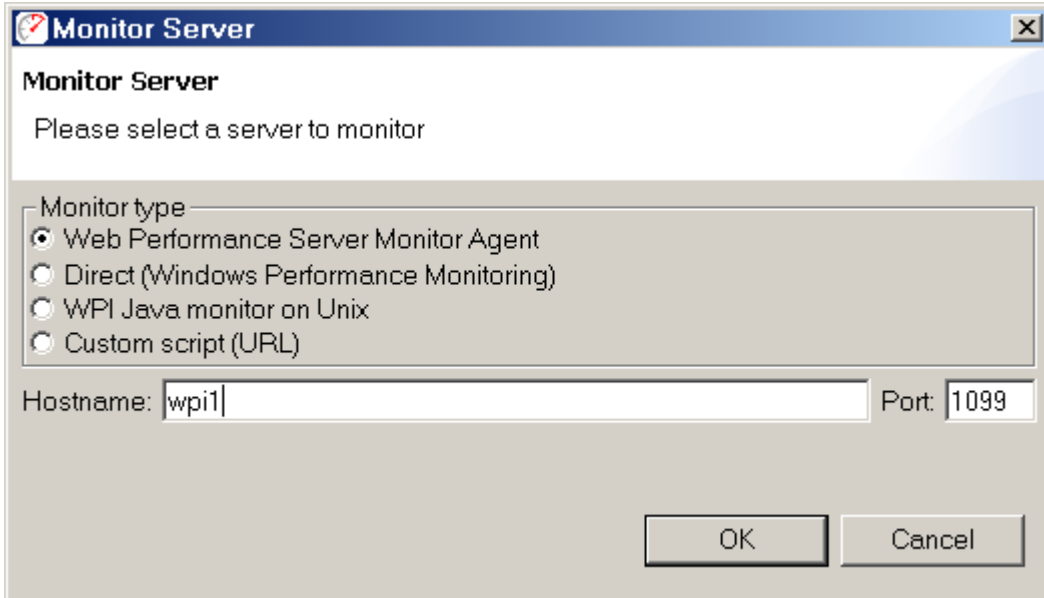 Monitor Server
Monitor Server
Please select a server to monitor
Monitor type
Web Performance Server Monitor Agent
Direct (Windows Performance Monitoring)
WPI Java monitor on Unix
Custom script (URL)
Hostname: wpi1 Port: 1099
OK Cancel